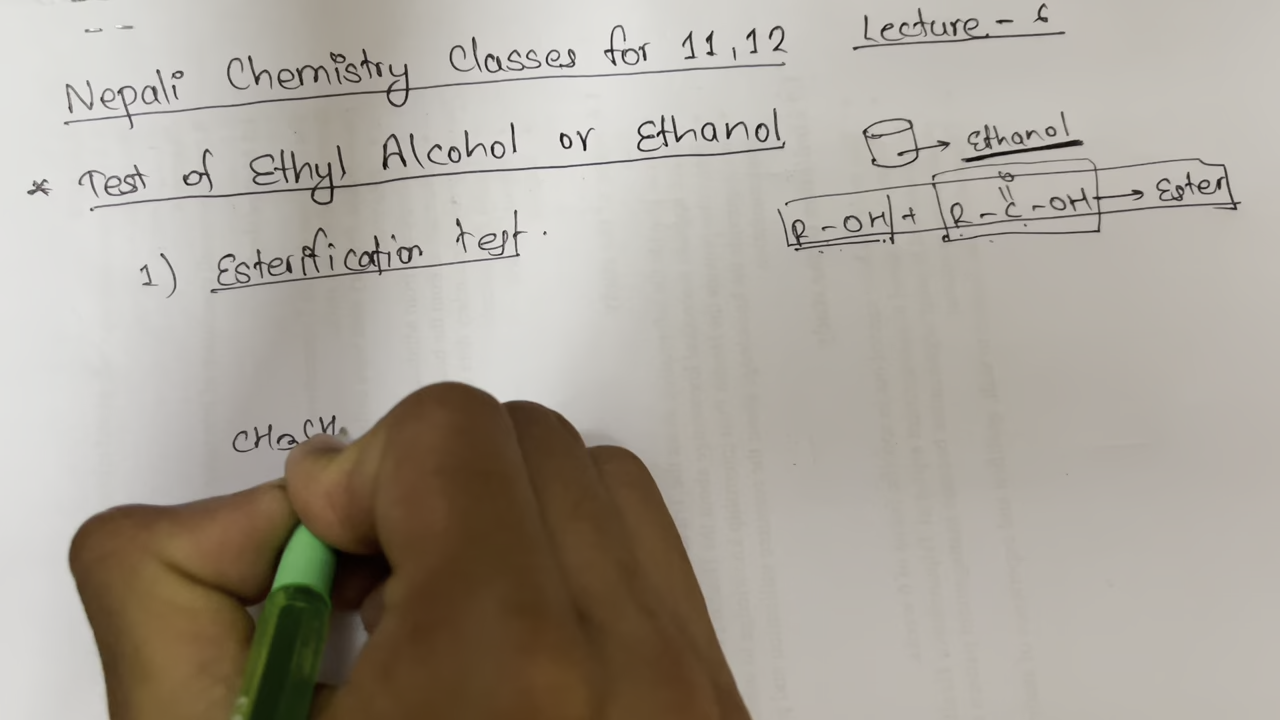 Nepali Chemistry Classes for 11,12
Lecture - 6
* Test of Ethyl Alcohol or Ethanol
→ Ethanol
R - OH + R - C - OH → Ester
O
1) Esterification test.
CH3CH